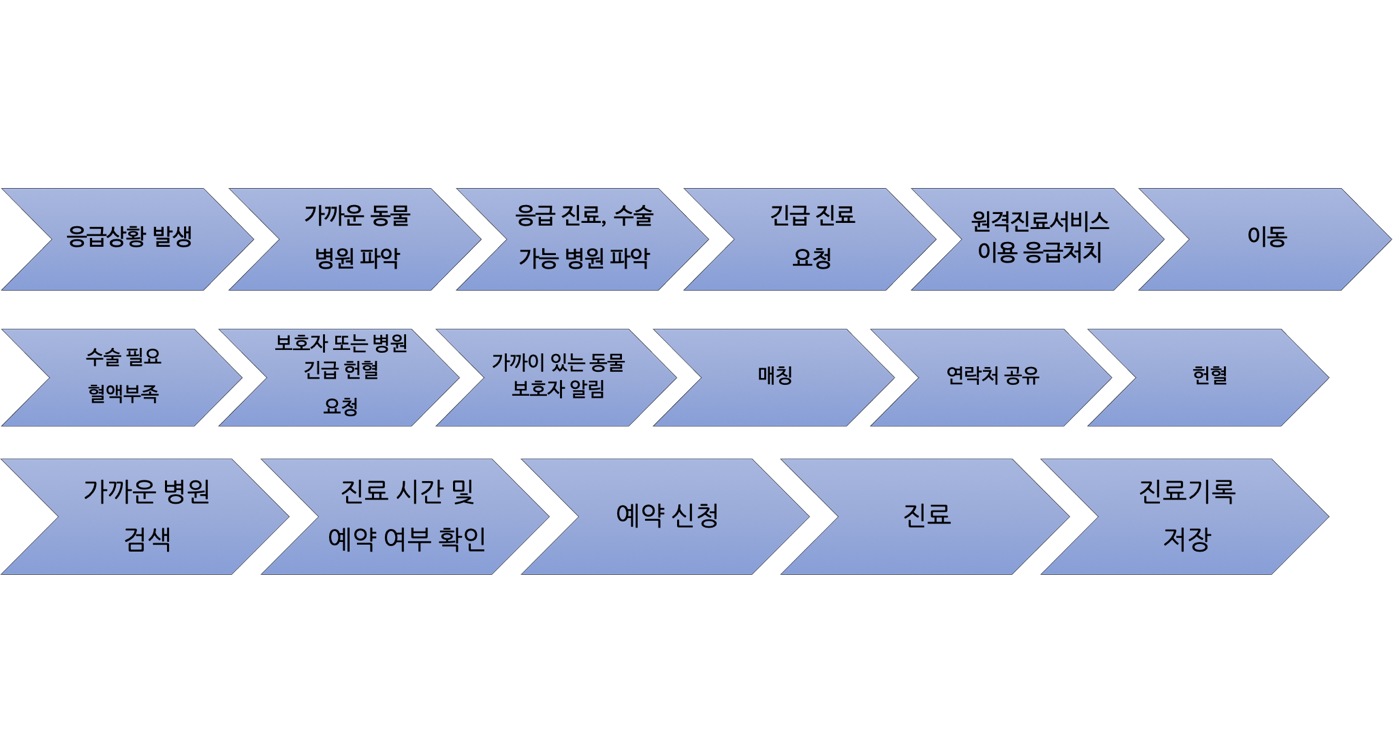 응급상황 발생
가까운 동물
병원 파악
응급 진료, 수술
가능 병원 파악
긴급 진료
요청
원격진료서비스
이용 응급처치
이동
수술 필요
혈액부족
보호자 또는 병원
긴급 헌혈
요청
가까이 있는 동물
보호자 알림
매칭
연락처 공유
헌혈
가까운 병원
검색
진료 시간 및
예약 여부 확인
예약 신청
진료
진료기록
저장